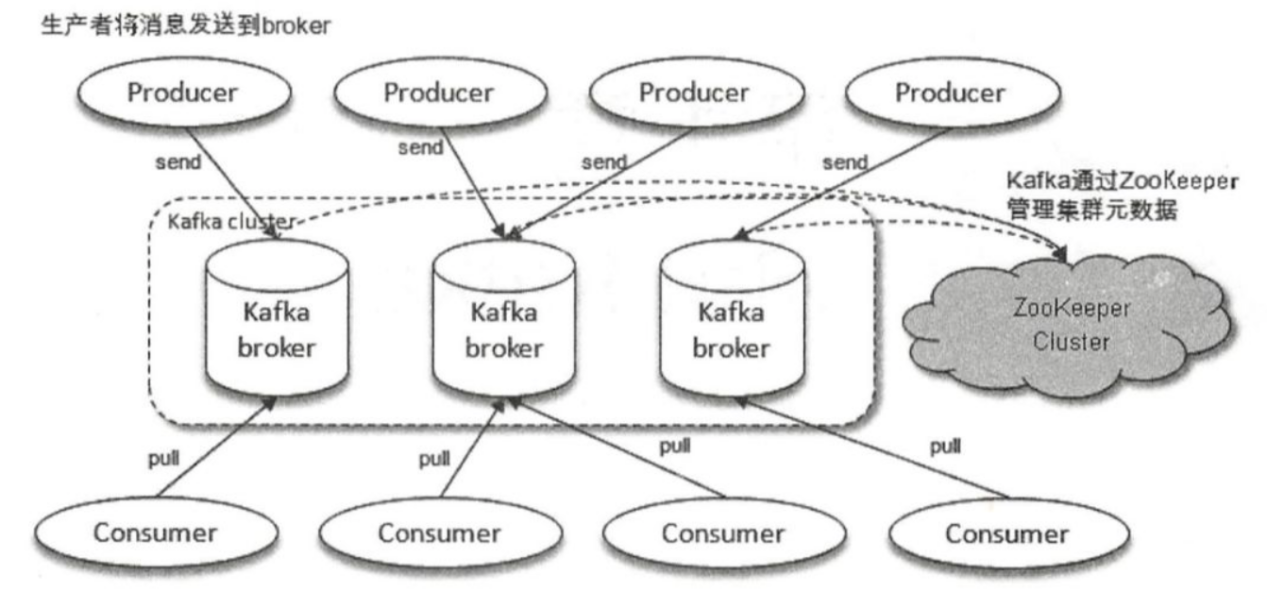 生产者将消息发送到broker
Producer
Producer
Producer
Producer
send
send
send
send
Kafka通过ZooKeeper
管理集群元数据
Kafka cluster
Kafka
broker
Kafka
broker
Kafka
broker
ZooKeeper
Cluster
pull
pull
pull
pull
Consumer
Consumer
Consumer
Consumer